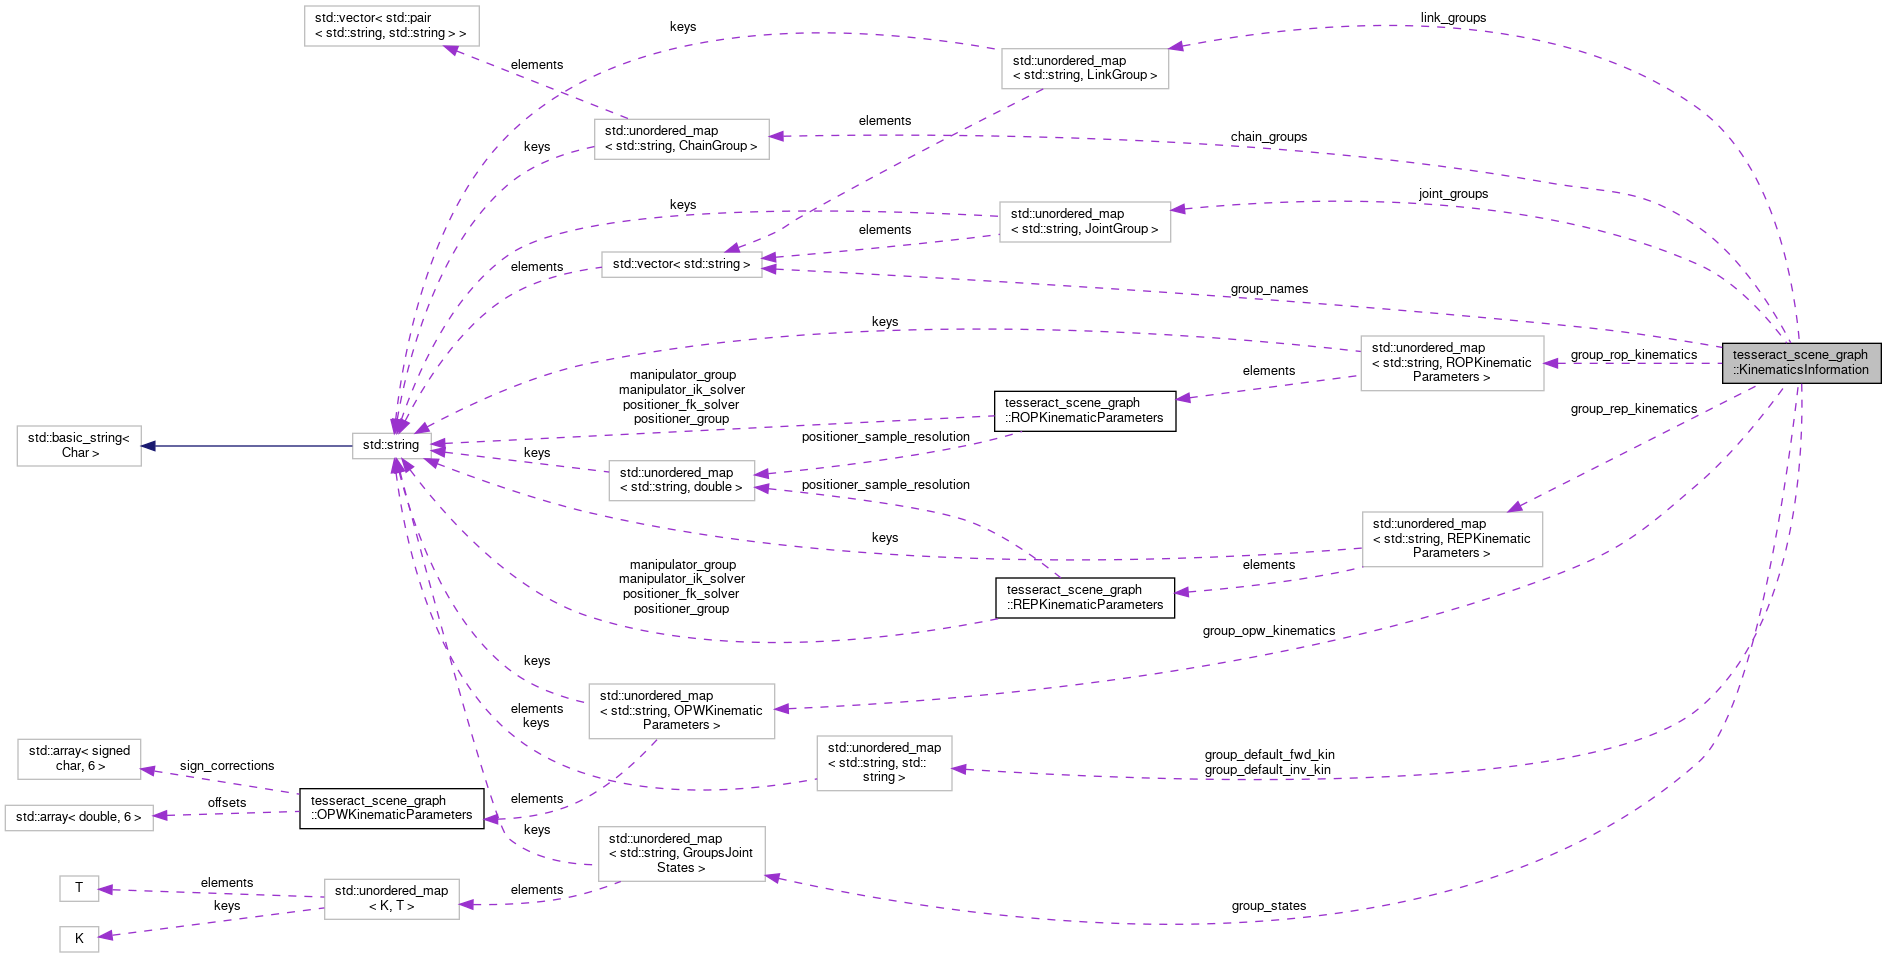 std::vector< std::pair
< std::string, std::string > >
keys
link_groups
std::unordered_map
< std::string, LinkGroup >
elements
std::unordered_map
< std::string, ChainGroup >
elements
chain_groups
keys
keys
joint_groups
std::unordered_map
< std::string, JointGroup >
elements
std::vector< std::string >
elements
group_names
keys
std::unordered_map
< std::string, ROPKinematic
Parameters >
group_rop_kinematics
tesseract_scene_graph
::KinematicsInformation
elements
manipulator_group
manipulator_ik_solver
positioner_fk_solver
positioner_group
tesseract_scene_graph
::ROPKinematicParameters
group_rep_kinematics
std::basic_string<
Char >
std::string
positioner_sample_resolution
keys
std::unordered_map
< std::string, double >
positioner_sample_resolution
keys
std::unordered_map
< std::string, REPKinematic
Parameters >
elements
manipulator_group
manipulator_ik_solver
positioner_fk_solver
positioner_group
tesseract_scene_graph
::REPKinematicParameters
group_opw_kinematics
keys
std::unordered_map
< std::string, OPWKinematic
Parameters >
elements
keys
std::unordered_map
< std::string, std::
string >
group_default_fwd_kin
group_default_inv_kin
std::array< signed
char, 6 >
sign_corrections
std::array< double, 6 >
offsets
tesseract_scene_graph
::OPWKinematicParameters
elements
keys
std::unordered_map
< std::string, GroupsJoint
States >
T
elements
keys
K
std::unordered_map
< K, T >
elements
group_states